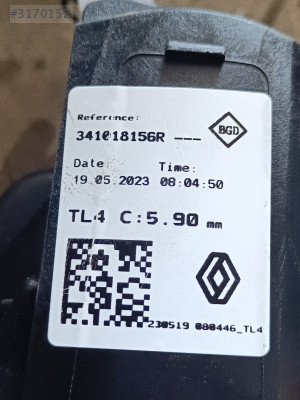 #3170152
Reference:
341018156R ---
BGD
Date: Time:
19.05.2023 08:04:50
TL4 C:5.90 mm
230519 080446_TL4